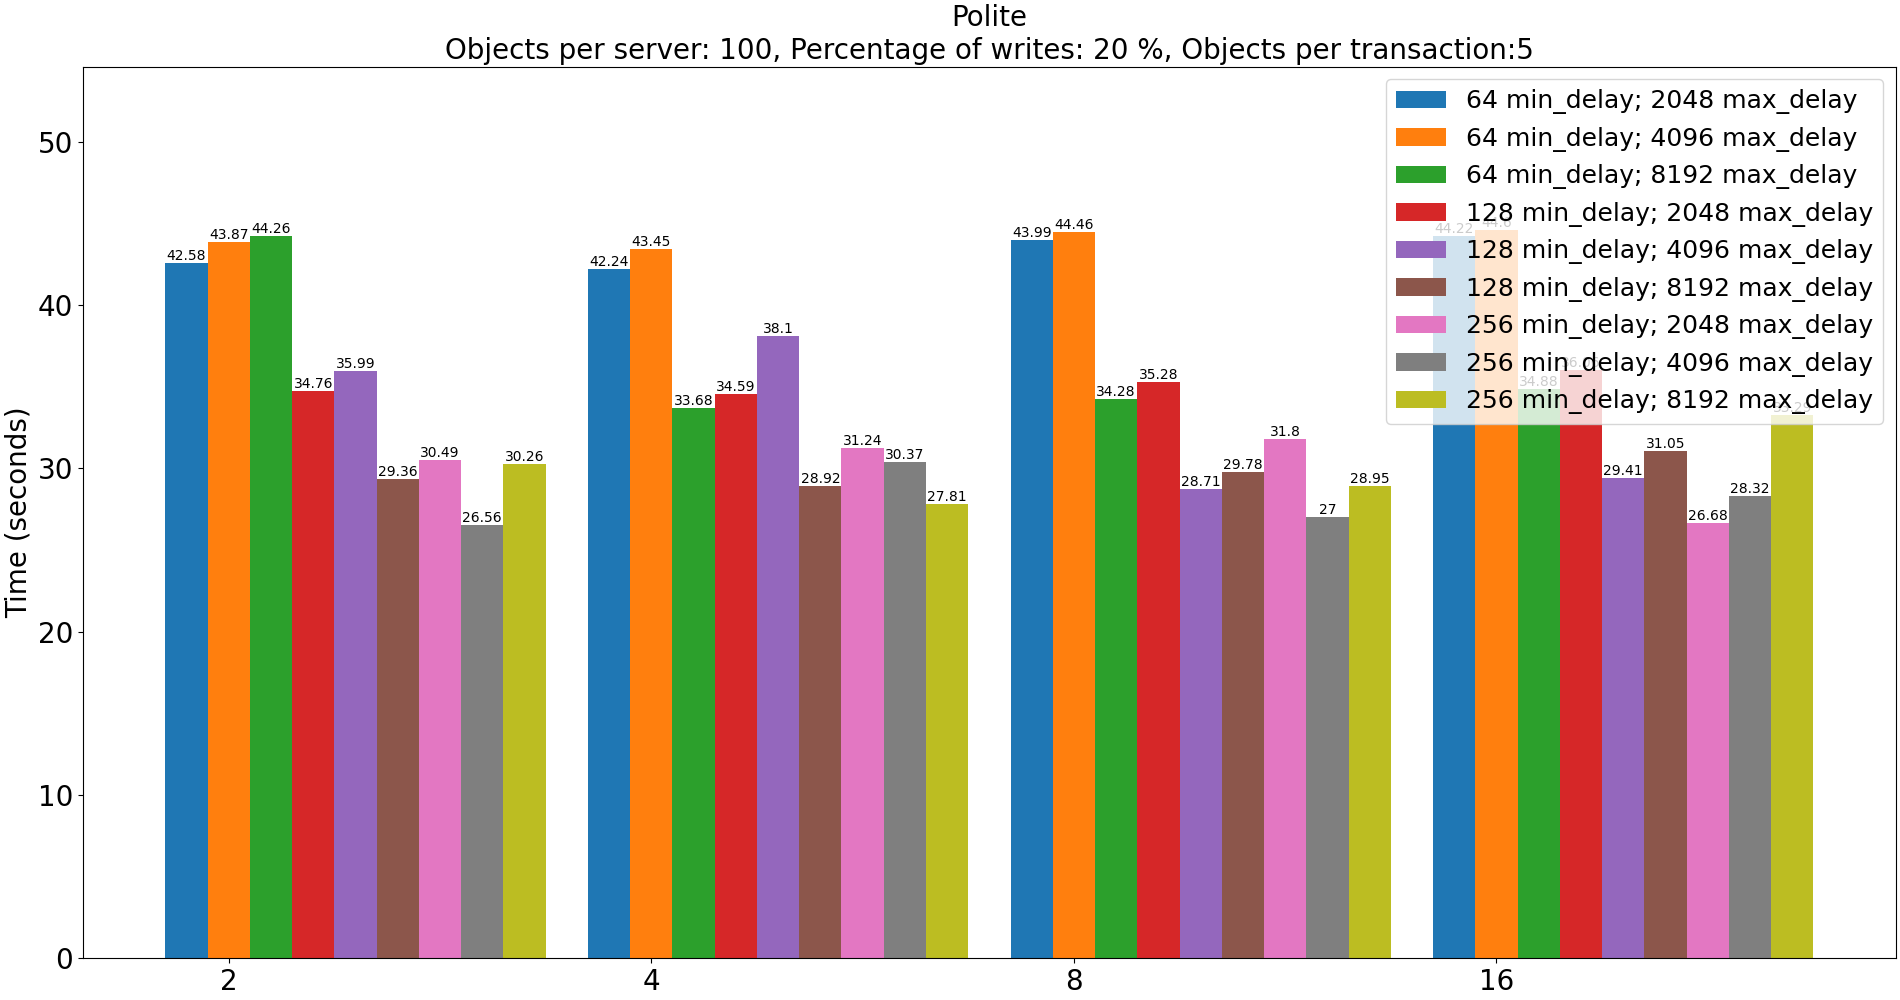 Polite
Objects per server: 100, Percentage of writes: 20 %, Objects per transaction:5
64 min_delay; 2048 max_delay
64 min_delay; 4096 max_delay
64 min_delay; 8192 max_delay
128 min_delay; 2048 max_delay
128 min_delay; 4096 max_delay
128 min_delay; 8192 max_delay
256 min_delay; 2048 max_delay
256 min_delay; 4096 max_delay
256 min_delay; 8192 max_delay
Time (seconds)
50
40
30
20
10
0
42.58 43.87 44.26 34.76 35.99 29.36 30.49 26.56 30.26
42.24 43.45 33.68 34.59 38.1 28.92 31.24 30.37 27.81
43.99 44.46 34.28 35.28 28.71 29.78 31.8 27 28.95
44.22 44.6 34.88 29.41 31.05 26.68 28.32
2 4 8 16